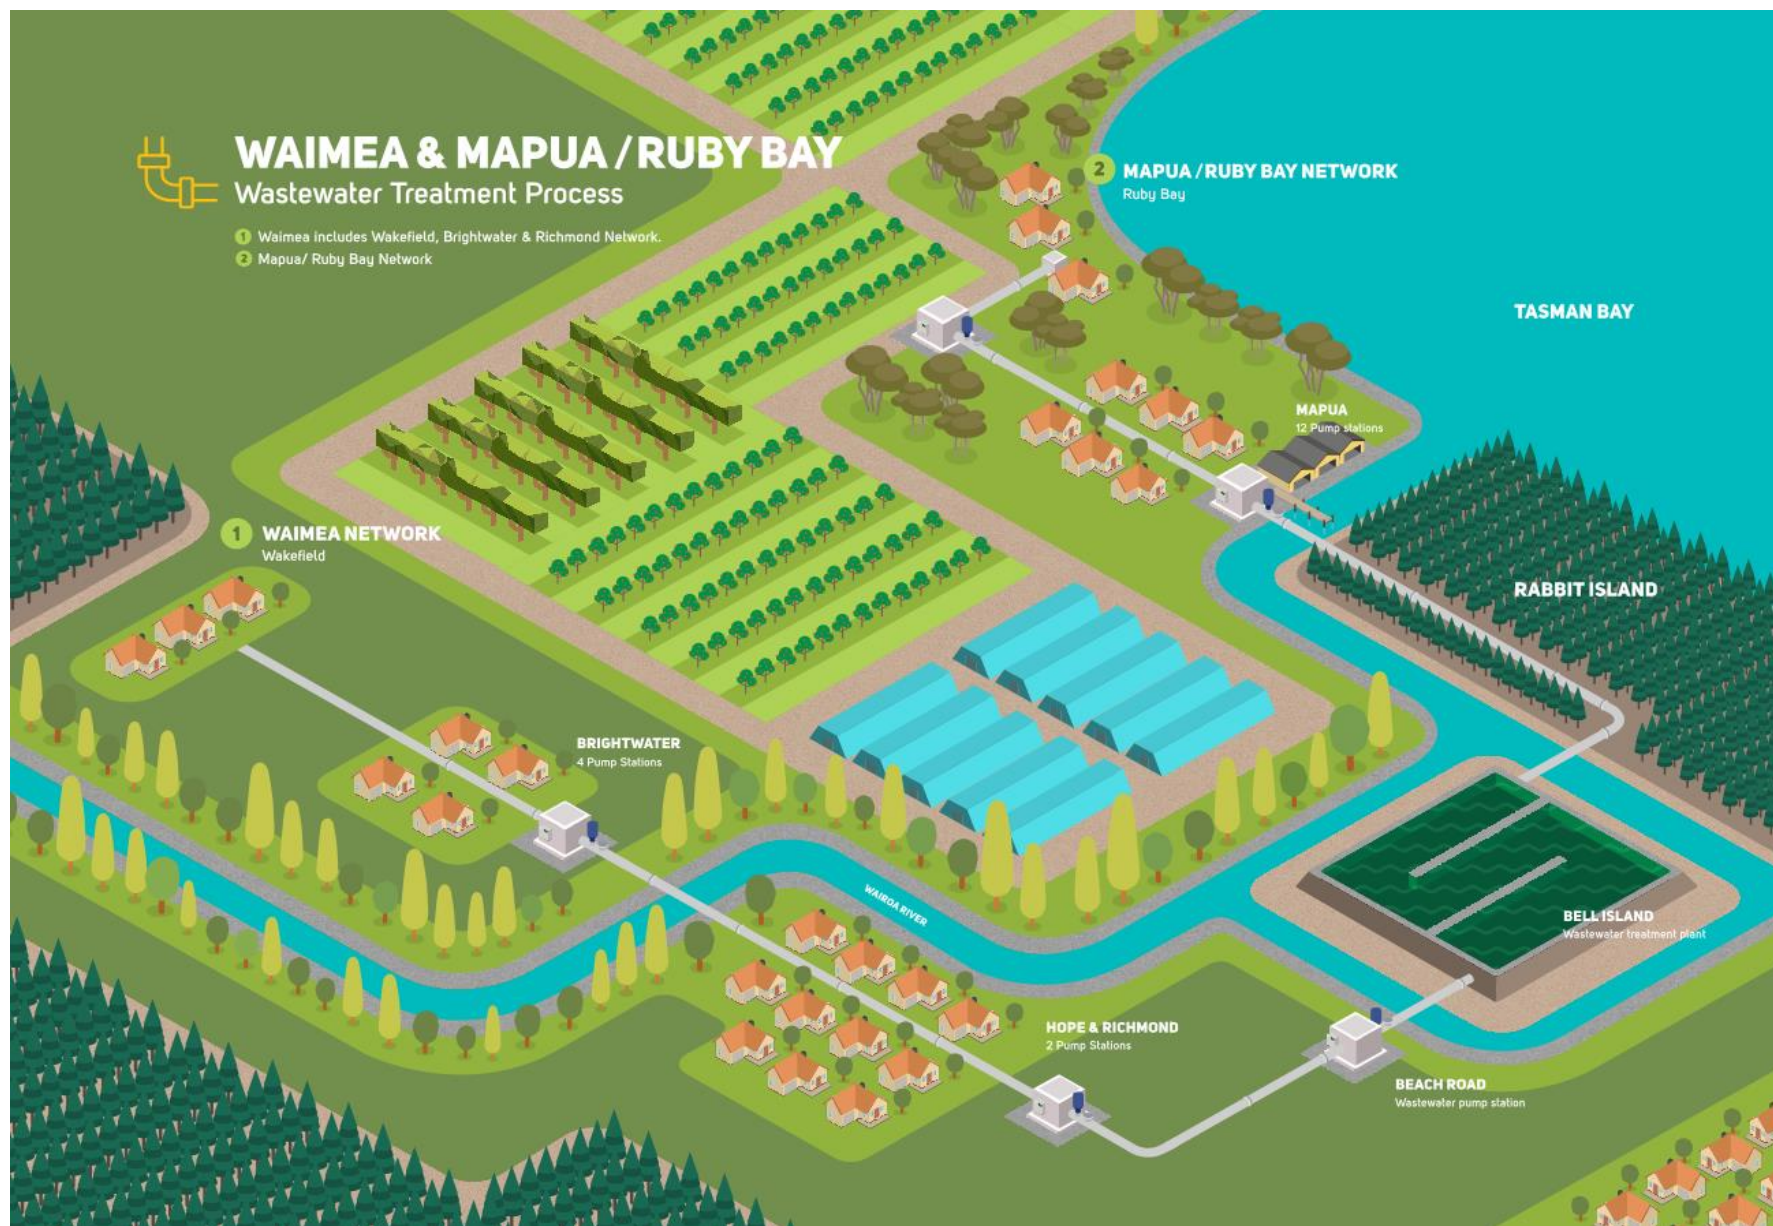 WAIMEA & MAPUA / RUBY BAY
Wastewater Treatment Process
1 Waimea includes Wakefield, Brightwater & Richmond Network.
2 Mapua/ Ruby Bay Network
2 MAPUA / RUBY BAY NETWORK
Ruby Bay
TASMAN BAY
MAPUA
12 Pump stations
1 WAIMEA NETWORK
Wakefield
RABBIT ISLAND
BRIGHTWATER
4 Pump Stations
WAIROA RIVER
BELL ISLAND
Wastewater treatment plant
HOPE & RICHMOND
2 Pump Stations
BEACH ROAD
Wastewater pump station